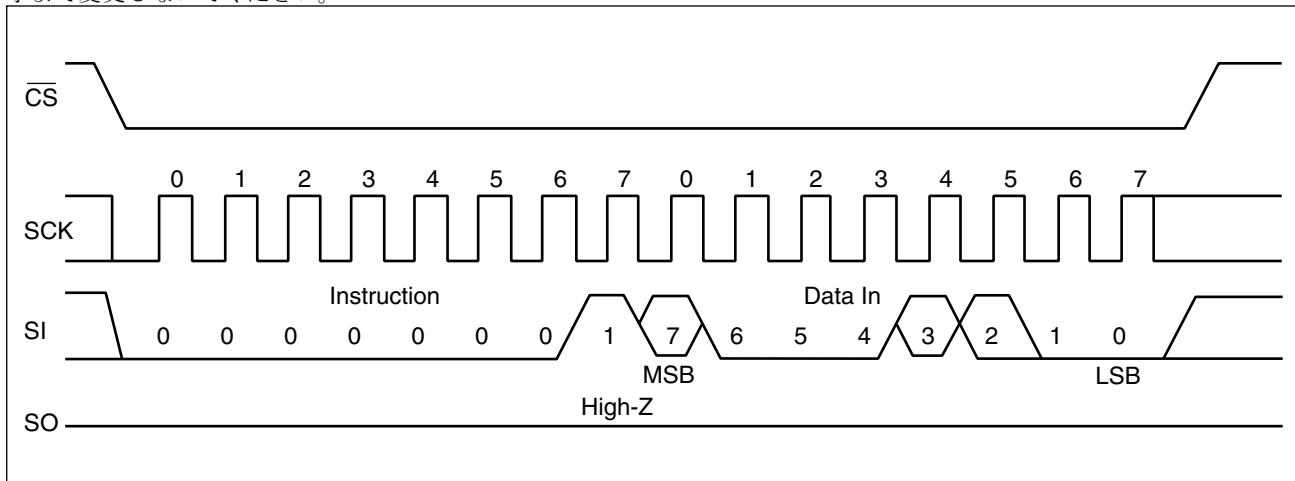 CS
0 1 2 3 4 5 6 7 0 1 2 3 4 5 6 7
SCK
Instruction Data In
SI 0 0 0 0 0 0 0 1 7 6 5 4 3 2 1 0
MSB LSB
High-Z
SO